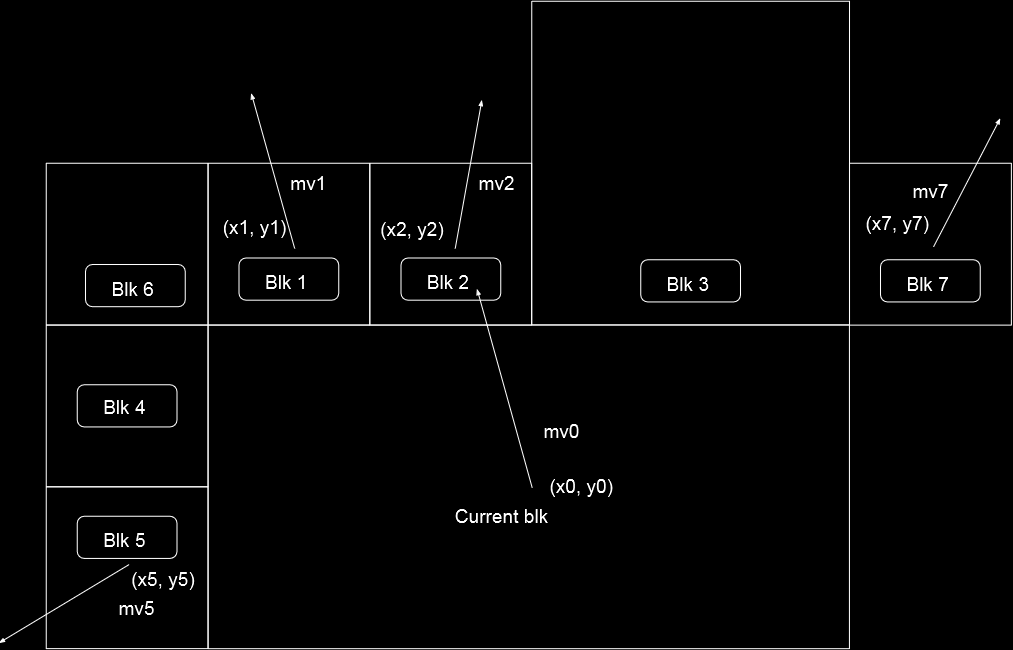 mv1
mv2
mv7
(x1, y1)
(x2, y2)
(x7, y7)
Blk 6
Blk 1
Blk 2
Blk 3
Blk 7
Blk 4
mv0
(x0, y0)
Current blk
Blk 5
(x5, y5)
mv5